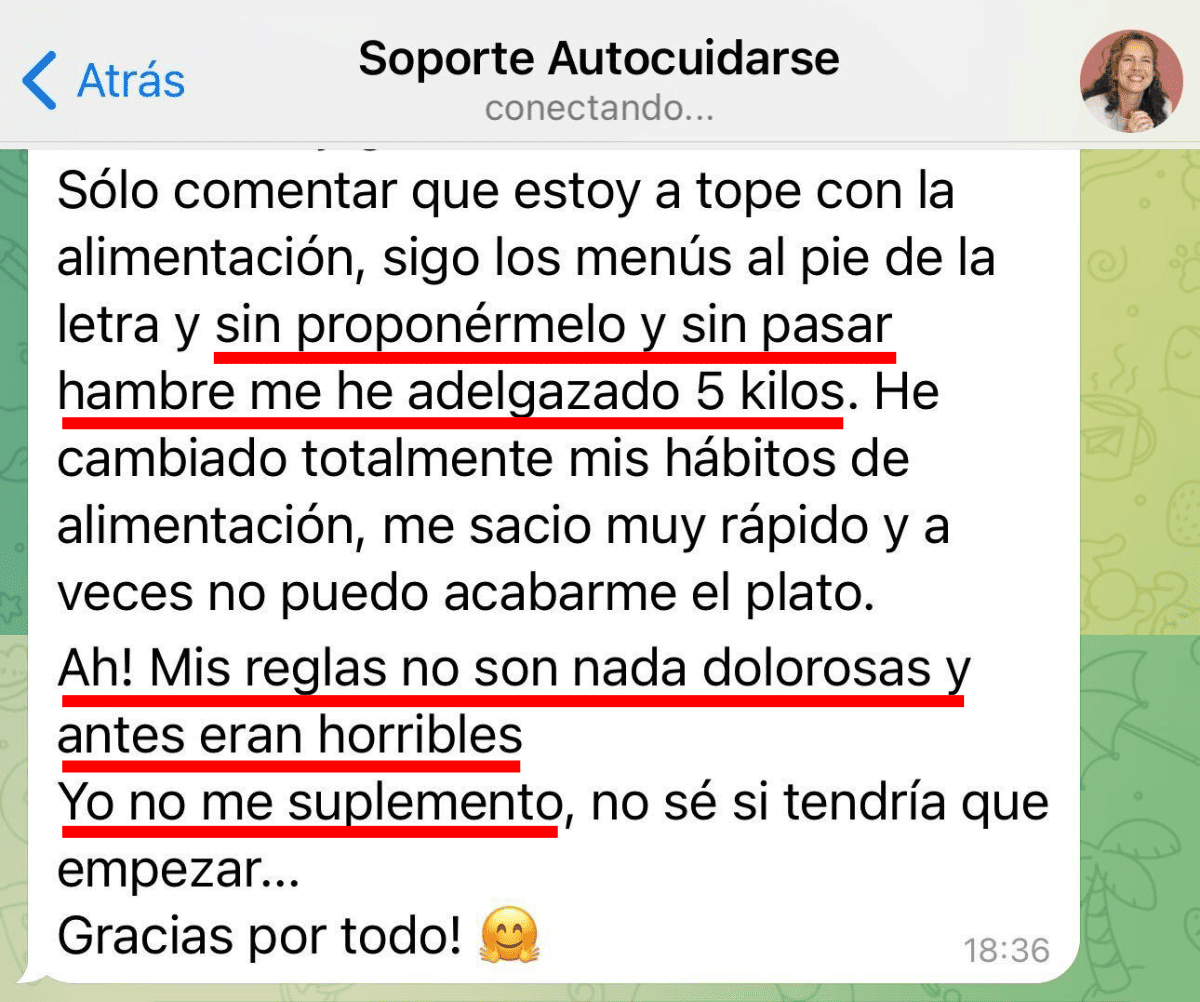 Atrás
Soporte Autocuidarse
conectando...
Sólo comentar que estoy a tope con la
alimentación, sigo los menús al pie de la
letra y sin proponérmelo y sin pasar
hambre me he adelgazado 5 kilos. He
cambiado totalmente mis hábitos de
alimentación, me sacio muy rápido y a
veces no puedo acabarme el plato.
Ah! Mis reglas no son nada dolorosas y
antes eran horribles
Yo no me suplemento, no sé si tendría que
empezar...
Gracias por todo! 🤗
18:36